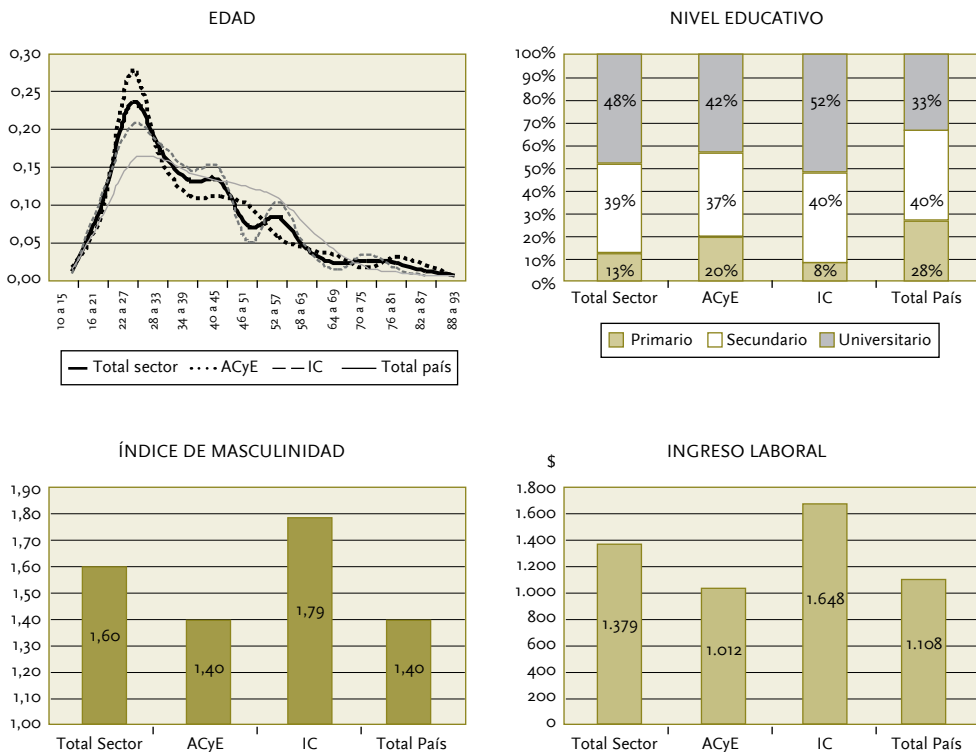 EDAD
0,30
0,25
0,20
0,15
0,10
0,05
0,00
10 a 15
16 a 21
22 a 27
28 a 33
34 a 39
40 a 45
46 a 51
52 a 57
58 a 63
64 a 69
70 a 75
76 a 81
82 a 87
88 a 93
Total sector ACyE IC Total país
NIVEL EDUCATIVO
100%
90%
80%
70%
60%
50%
40%
30%
20%
10%
0%
48% 42% 52% 33%
39% 37% 40% 40%
13% 20% 8% 28%
Total Sector ACyE IC Total País
Primario Secundario Universitario
ÍNDICE DE MASCULINIDAD
1,90
1,80
1,70
1,60
1,50
1,40
1,30
1,20
1,10
1,00
1,60 1,40 1,79 1,40
Total Sector ACyE IC Total País
INGRESO LABORAL
$
1.800
1.600
1.400
1.200
1.000
800
600
400
200
0
1.379 1.012 1.648 1.108
Total Sector ACyE IC Total País